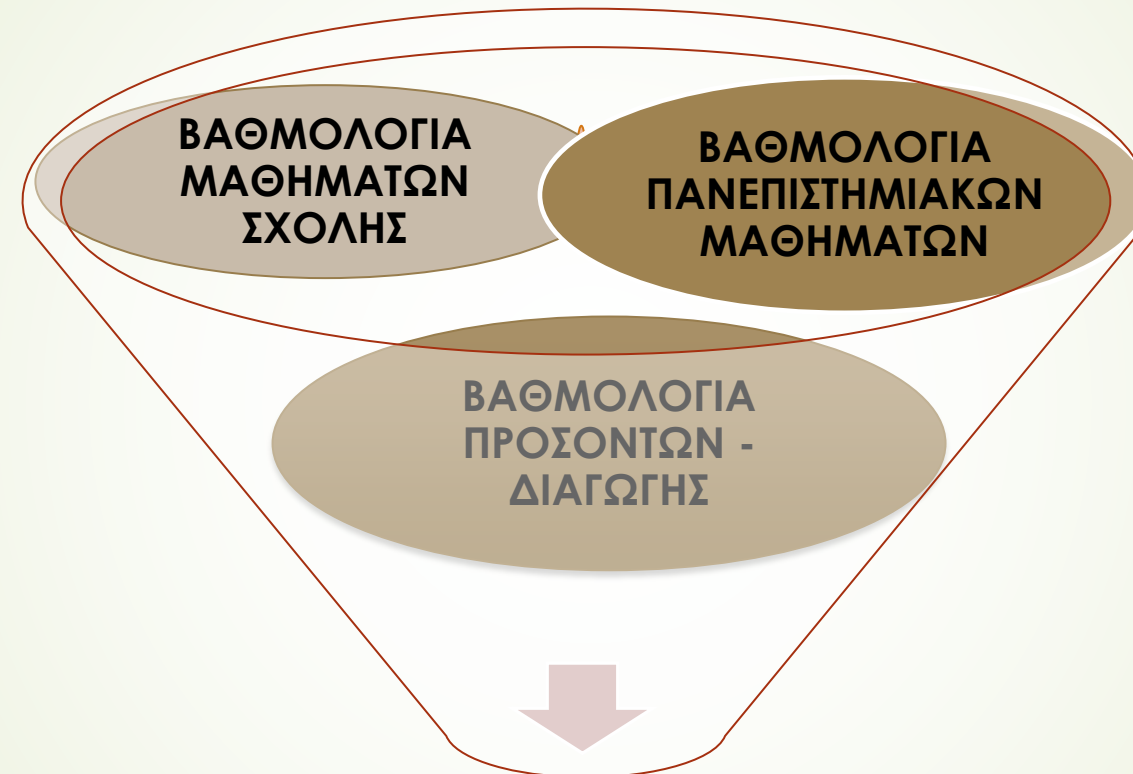 ΒΑΘΜΟΛΟΓΙΑ
ΜΑΘΗΜΑΤΩΝ
ΣΧΟΛΗΣ
ΒΑΘΜΟΛΟΓΙΑ
ΠΑΝΕΠΙΣΤΗΜΙΑΚΩΝ
ΜΑΘΗΜΑΤΩΝ
ΒΑΘΜΟΛΟΓΙΑ
ΠΡΟΣΟΝΤΩΝ -
ΔΙΑΓΩΓΗΣ